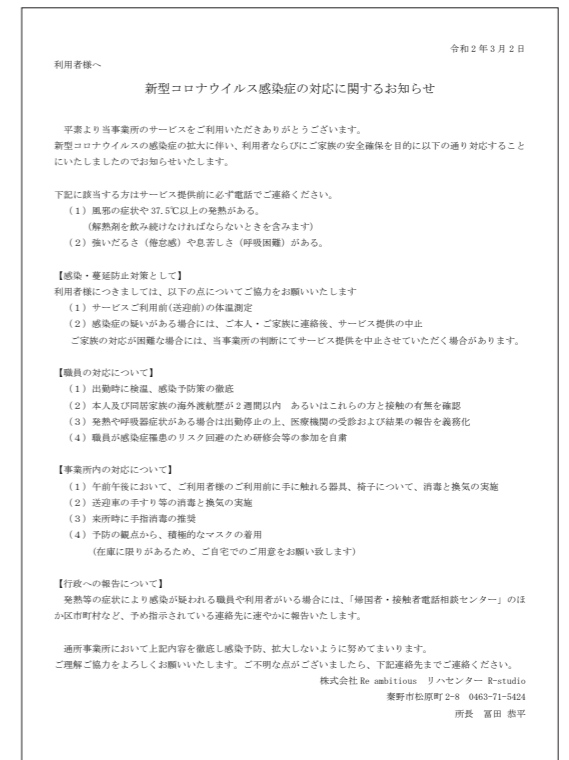 令和2年3月2日
利用者様へ
新型コロナウイルス感染症の対応に関するお知らせ
平素より当事業所のサービスをご利用いただきありがとうございます。
新型コロナウイルスの感染症の拡大に伴い、利用者ならびにご家族の安全確保を目的に以下の通り対応すること
にいたしましたのでお知らせいたします。
下記に該当する方はサービス提供前に必ず電話でご連絡ください。
(1)風邪の症状や37.5℃以上の発熱がある。
(解熱剤を飲み続けなければならないときを含みます)
(2)強いだるさ(倦怠感)や息苦しさ(呼吸困難)がある。
【感染・蔓延防止対策として】
利用者様につきましては、以下の点についてご協力をお願いいたします
(1)サービスご利用前(送迎前)の体温測定
(2)感染症の疑いがある場合には、ご本人・ご家族に連絡後、サービス提供の中止
ご家族の対応が困難な場合には、当事業所の判断にてサービス提供を中止させていただく場合があります。
【職員の対応について】
(1)出勤時に検温、感染予防策の徹底
(2)本人及び同居家族の海外渡航歴が2週間以内 あるいはこれらの方と接触の有無を確認
(3)発熱や呼吸器症状がある場合は出勤停止の上、医療機関の受診および結果の報告を義務化
(4)職員が感染症罹患のリスク回避のため研修会等の参加を自粛
【事業所内の対応について】
(1)午前午後において、ご利用者様のご利用前に手に触れる器具、椅子について、消毒と換気の実施
(2)送迎車の手すり等の消毒と換気の実施
(3)来所時に手指消毒の推奨
(4)予防の観点から、積極的なマスクの着用
(在庫に限りがあるため、ご自宅でのご用意をお願い致します)
【行政への報告について】
発熱等の症状により感染が疑われる職員や利用者がいる場合には、「帰国者・接触者電話相談センター」のほ
か区市町村など、予め指示されている連絡先に速やかに報告いたします。
通所事業所において上記内容を徹底し感染予防、拡大しないように努めてまいります。
ご理解ご協力をよろしくお願いいたします。ご不明な点がございましたら、下記連絡先までご連絡ください。
株式会社Re ambitious リハセンター R-studio
秦野市松原町2-8 0463-71-5424
所長 冨田 恭平